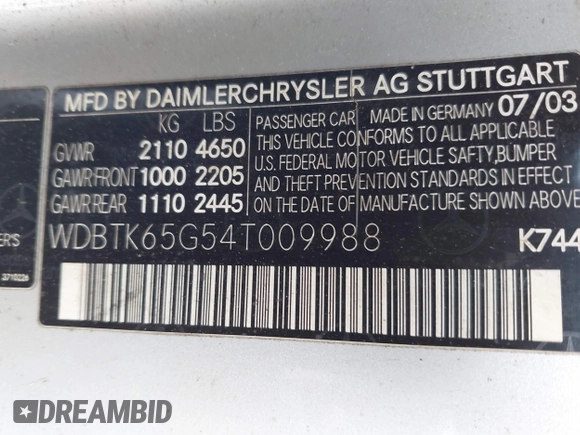 MFD BY DAIMLERCHRYSLER AG STUTTGART
KG LBS
GVWR 2110 4650
GAWR FRONT 1000 2205
GAWR REAR 1110 2445
PASSENGER CAR MADE IN GERMANY 07/03
THIS VEHICLE CONFORMS TO ALL APPLICABLE
U.S. FEDERAL MOTOR VEHICLE SAFTY, BUMPER
AND THEFT PREVENTION STANDARDS IN EFFECT
ON THE DATE OF MANUFACTURE SHOWN ABOVE
WDBTK65G54T009988
K744
ER'S
3710226
DREAMBID